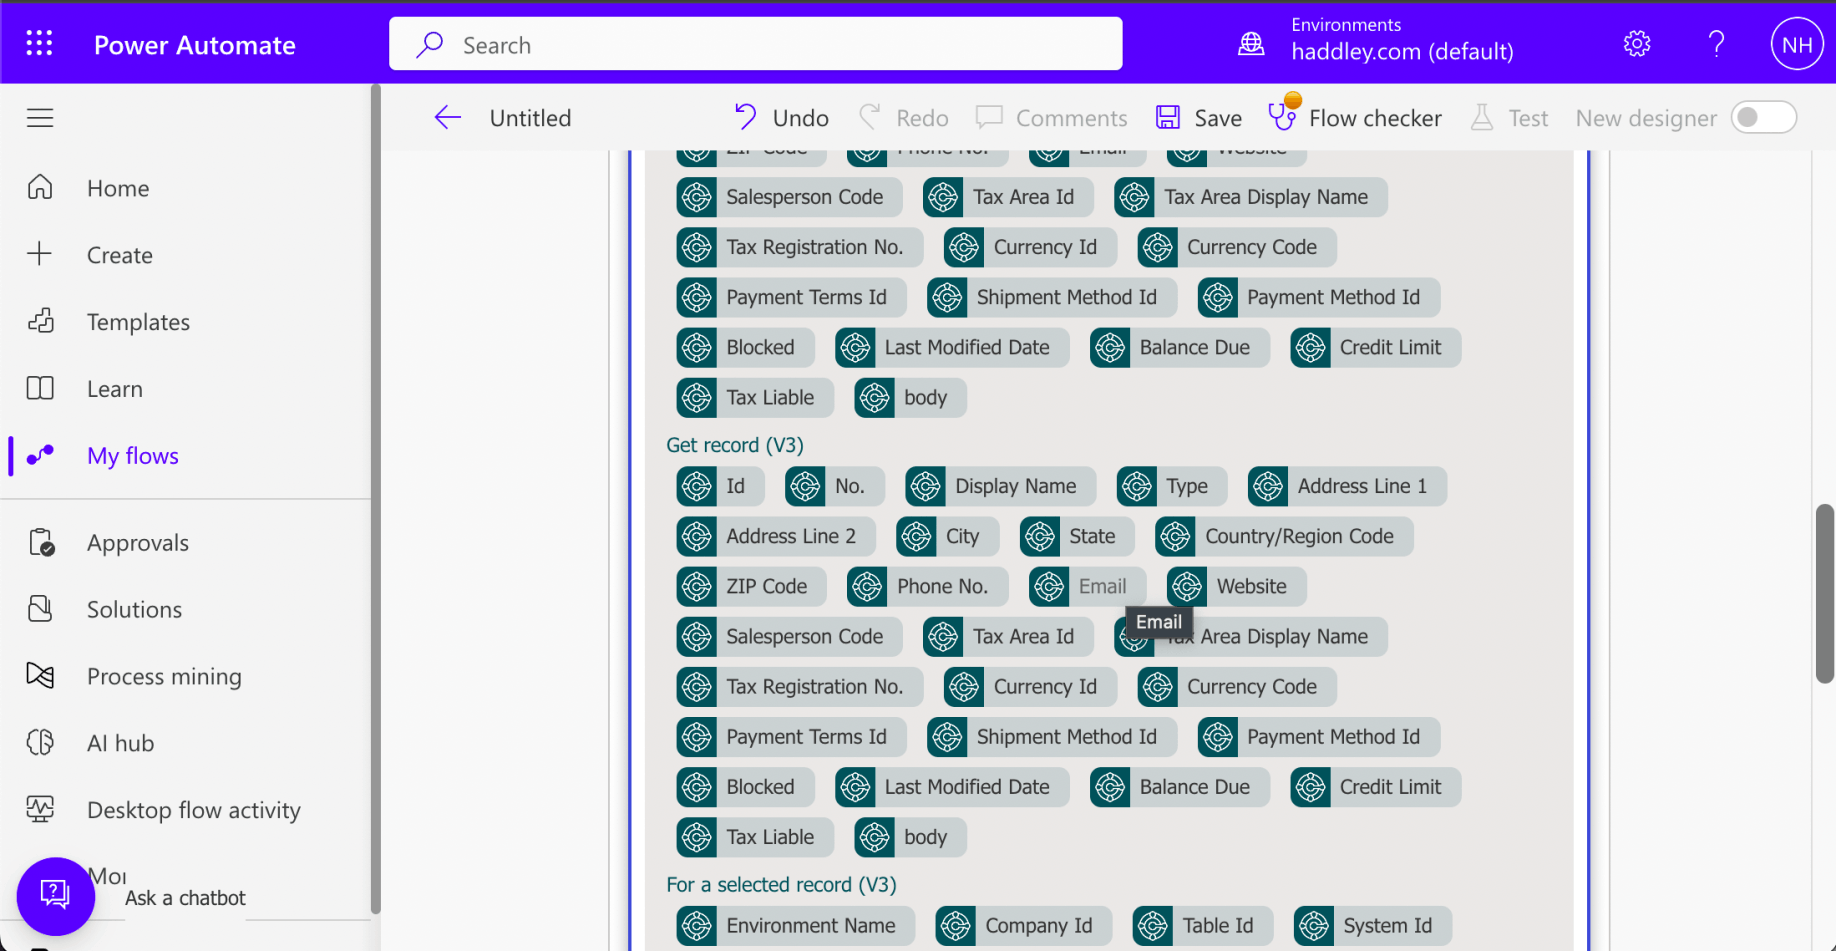 Power Automate
Search
Environments
haddley.com (default)
?
NH
Untitled
Undo
Redo
Comments
Save
Flow checker
Test
New designer
Home
Create
Templates
Learn
My flows
Approvals
Solutions
Process mining
AI hub
Desktop flow activity
Ask a chatbot
ZIP Code Phone No. Email Website
Salesperson Code Tax Area Id Tax Area Display Name
Tax Registration No. Currency Id Currency Code
Payment Terms Id Shipment Method Id Payment Method Id
Blocked Last Modified Date Balance Due Credit Limit
Tax Liable body
Get record (V3)
Id No. Display Name Type Address Line 1
Address Line 2 City State Country/Region Code
ZIP Code Phone No. Email Website
Email
Salesperson Code Tax Area Id Tax Area Display Name
Tax Registration No. Currency Id Currency Code
Payment Terms Id Shipment Method Id Payment Method Id
Blocked Last Modified Date Balance Due Credit Limit
Tax Liable body
For a selected record (V3)
Environment Name Company Id Table Id System Id